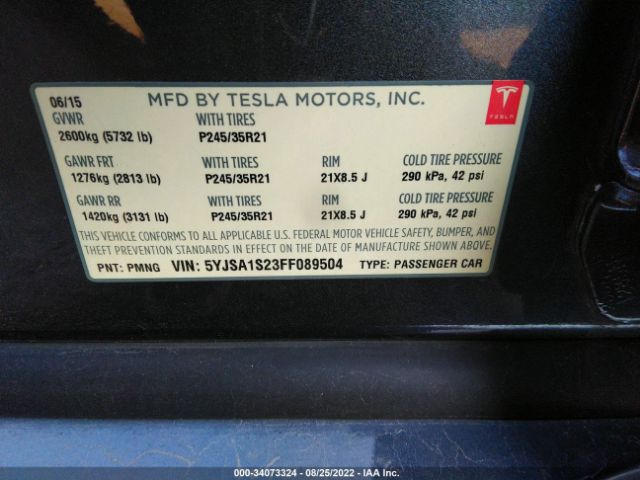 06/15 MFD BY TESLA MOTORS, INC.
TESLA
GVWR WITH TIRES
2600kg (5732 lb) P245/35R21
GAWR FRT WITH TIRES RIM COLD TIRE PRESSURE
1276kg (2813 lb) P245/35R21 21X8.5 J 290 kPa, 42 psi
GAWR RR WITH TIRES RIM COLD TIRE PRESSURE
1420kg (3131 lb) P245/35R21 21X8.5 J 290 kPa, 42 psi
THIS VEHICLE CONFORMS TO ALL APPLICABLE U.S. FEDERAL MOTOR VEHICLE SAFETY, BUMPER, AND
THEFT PREVENTION STANDARDS IN EFFECT ON THE DATE OF MANUFACTURE SHOWN ABOVE.
PNT: PMNG VIN: 5YJSA1S23FF089504 TYPE: PASSENGER CAR
000-34073324 - 08/25/2022 - IAA Inc.